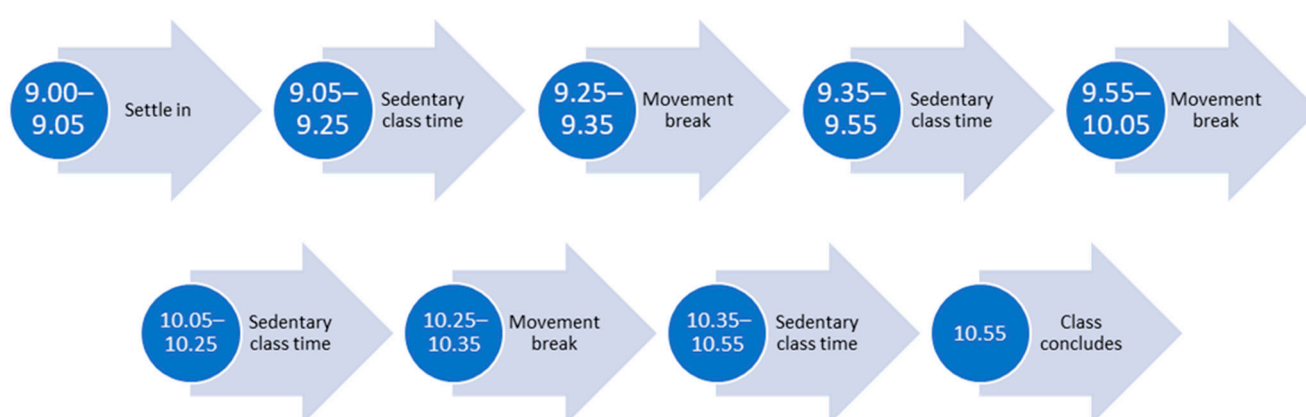 9.00–
9.05
Settle in
9.05–
9.25
Sedentary
class time
9.25–
9.35
Movement
break
9.35–
9.55
Sedentary
class time
9.55–
10.05
Movement
break
10.05–
10.25
Sedentary
class time
10.25–
10.35
Movement
break
10.35–
10.55
Sedentary
class time
10.55
Class
concludes